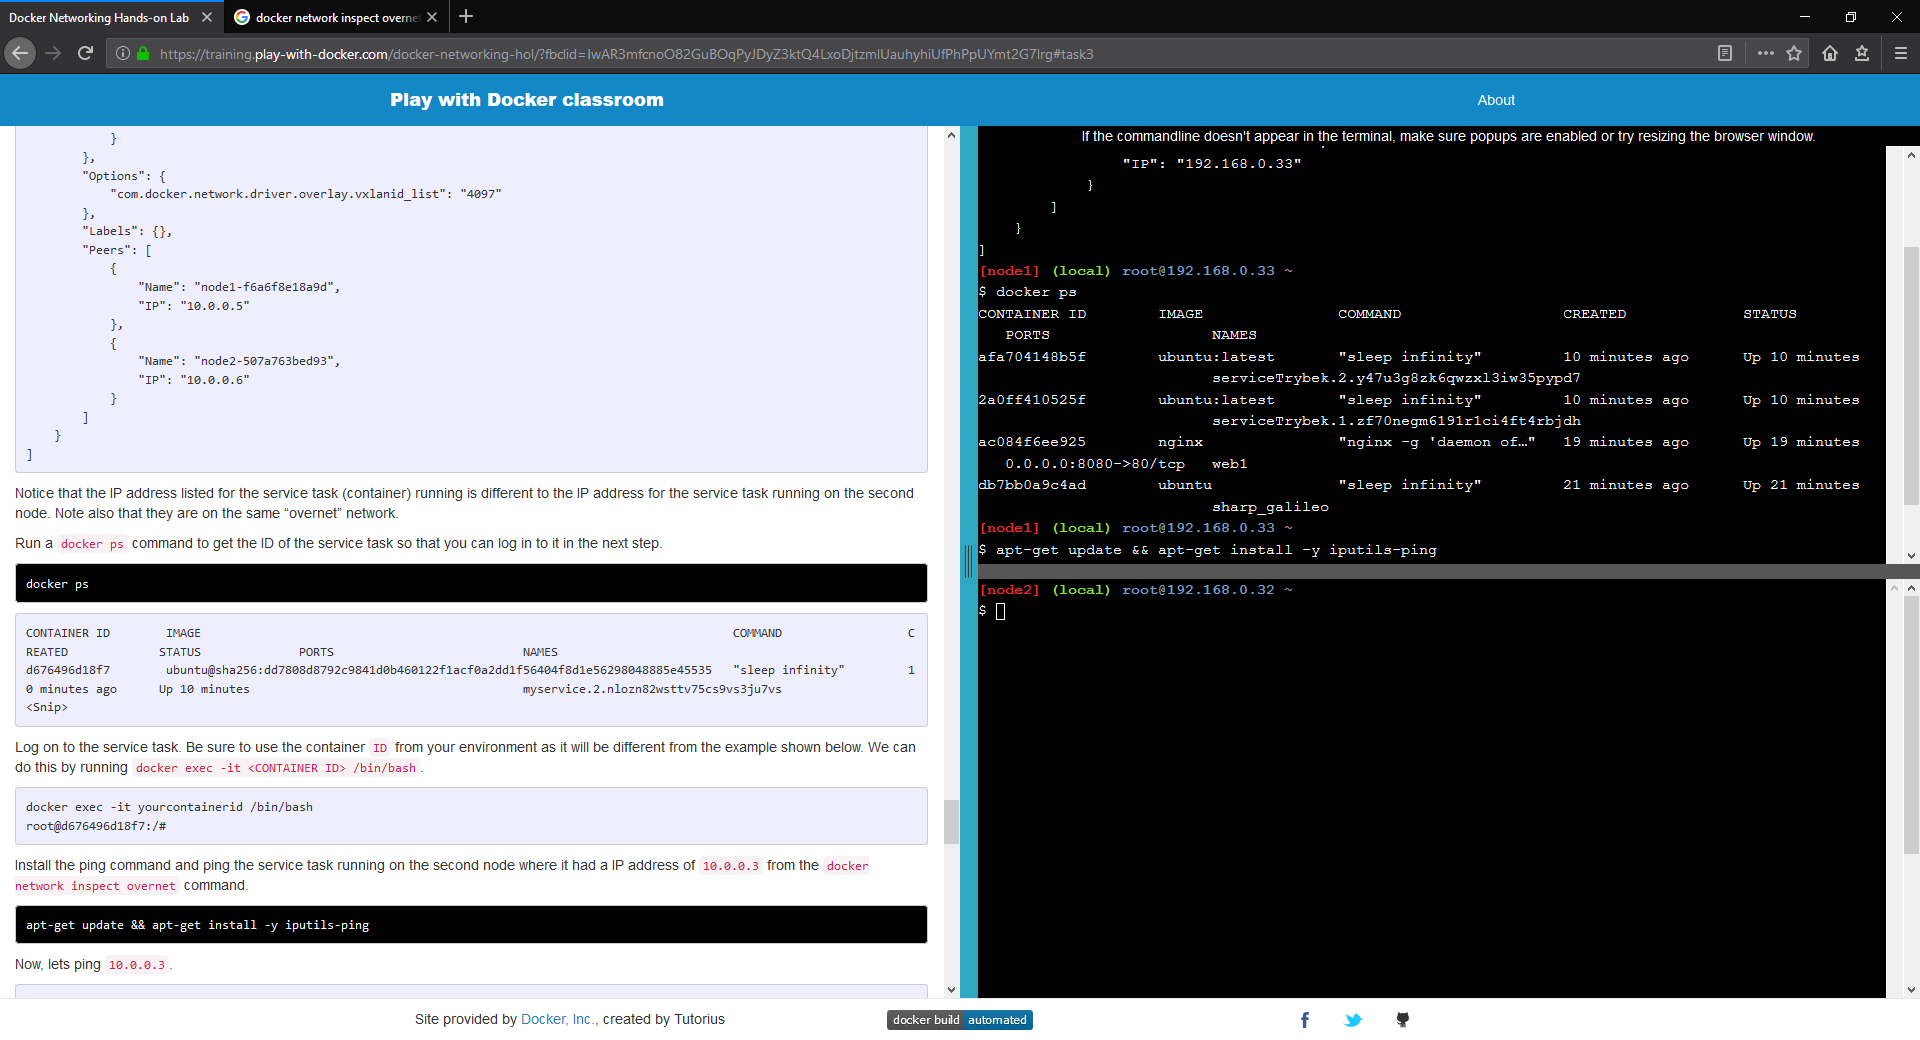 Docker Networking Hands-on Lab
docker network inspect overne
https://training.play-with-docker.com/docker-networking-hol/?fbclid=IwAR3mfcnoO82GuBOqPyJDyZ3ktQ4LxoDjtzmlUauhyhiUfPhPpUYmt2G7lrg#task3
Play with Docker classroom
About
}
},
"Options": {
"com.docker.network.driver.overlay.vxlanid_list": "4097"
},
"Labels": {},
"Peers": [
{
"Name": "node1-f6a6f8e18a9d",
"IP": "10.0.0.5"
},
{
"Name": "node2-507a763bed93",
"IP": "10.0.0.6"
}
]
}
]
Notice that the IP address listed for the service task (container) running is different to the IP address for the service task running on the second
node. Note also that they are on the same “overnet” network.
Run a docker ps command to get the ID of the service task so that you can log in to it in the next step.
docker ps
CONTAINER ID IMAGE COMMAND C
REATED STATUS PORTS NAMES
d676496d18f7 ubuntu@sha256:dd7808d8792c9841d0b460122f1acf0a2dd1f56404f8d1e56298048885e45535 "sleep infinity" 1
0 minutes ago Up 10 minutes myservice.2.nlozn82wsttv75cs9vs3ju7vs
<Snip>
Log on to the service task. Be sure to use the container ID from your environment as it will be different from the example shown below. We can
do this by running docker exec -it <CONTAINER ID> /bin/bash .
docker exec -it yourcontainerid /bin/bash
root@d676496d18f7:/#
Install the ping command and ping the service task running on the second node where it had a IP address of 10.0.0.3 from the docker
network inspect overnet command.
apt-get update && apt-get install -y iputils-ping
Now, lets ping 10.0.0.3 .
If the commandline doesn't appear in the terminal, make sure popups are enabled or try resizing the browser window.
"IP": "192.168.0.33"
}
]
}
]
[node1] (local) root@192.168.0.33 ~
$ docker ps
CONTAINER ID IMAGE COMMAND CREATED STATUS
PORTS NAMES
afa704148b5f ubuntu:latest "sleep infinity" 10 minutes ago Up 10 minutes
serviceTrybek.2.y47u3g8zk6qwzxl3iw35pypd7
2a0ff410525f ubuntu:latest "sleep infinity" 10 minutes ago Up 10 minutes
serviceTrybek.1.zf70negm6191r1ci4ft4rbjdh
ac084f6ee925 nginx "nginx -g 'daemon of…" 19 minutes ago Up 19 minutes
0.0.0.0:8080->80/tcp web1
db7bb0a9c4ad ubuntu "sleep infinity" 21 minutes ago Up 21 minutes
sharp_galileo
[node1] (local) root@192.168.0.33 ~
$ apt-get update && apt-get install -y iputils-ping
[node2] (local) root@192.168.0.32 ~
$
Site provided by Docker, Inc., created by Tutorius
docker build automated